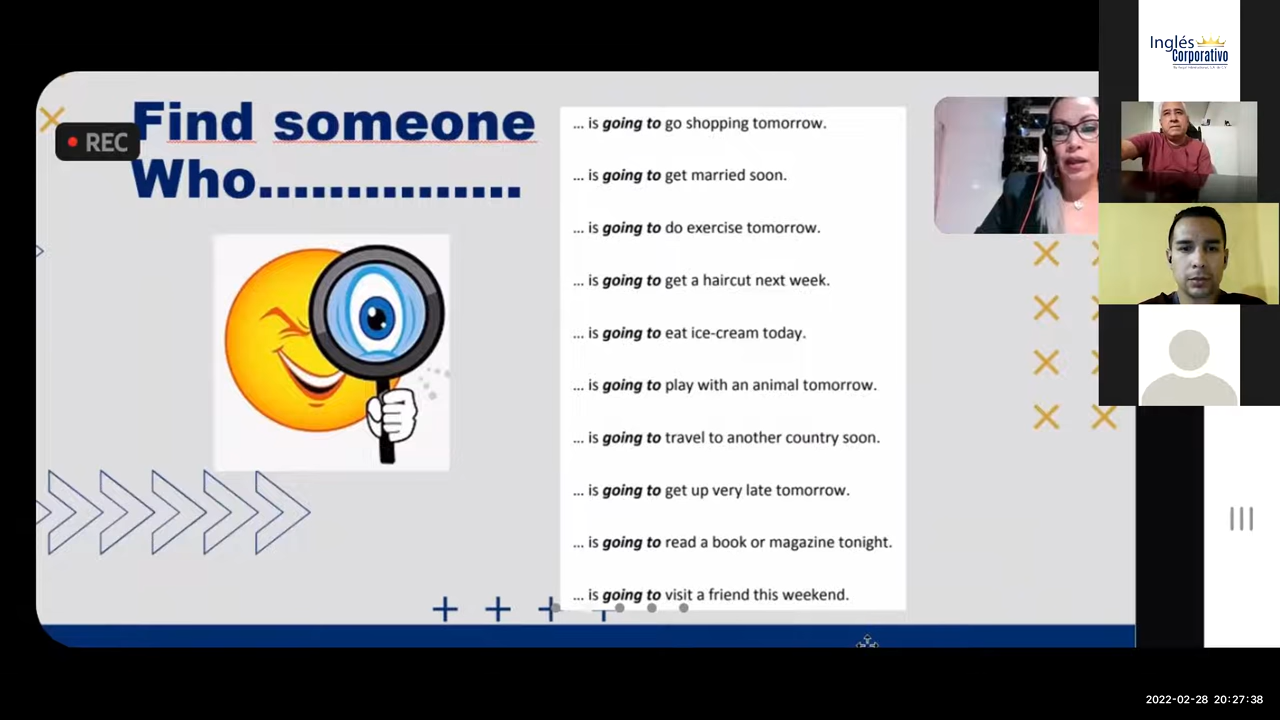 Find someone
Who...............
REC
... is going to go shopping tomorrow.
... is going to get married soon.
... is going to do exercise tomorrow.
... is going to get a haircut next week.
... is going to eat ice-cream today.
... is going to play with an animal tomorrow.
... is going to travel to another country soon.
... is going to get up very late tomorrow.
... is going to read a book or magazine tonight.
... is going to visit a friend this weekend.
Inglés
Corporativo
2022-02-28 20:27:38